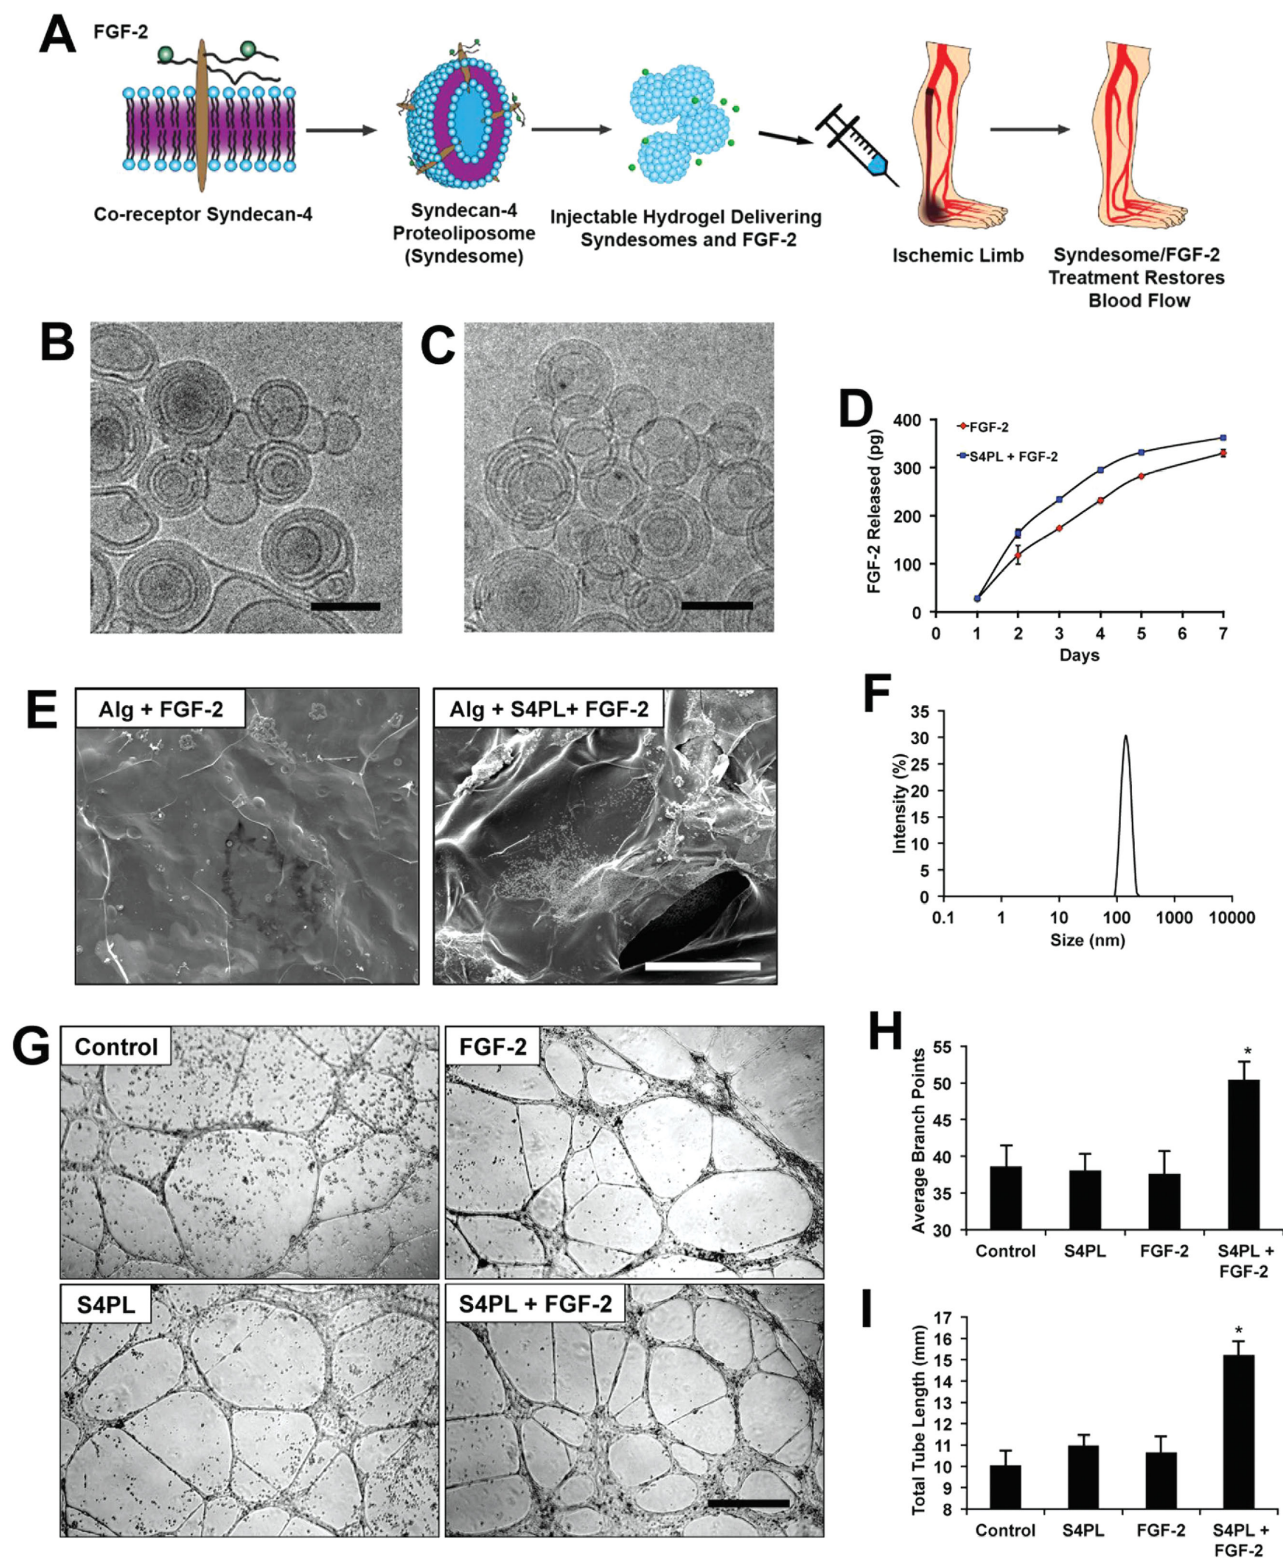 A
FGF-2
Co-receptor Syndecan-4
Syndecan-4
Proteoliposome
(Syndesome)
Injectable Hydrogel Delivering
Syndesomes and FGF-2
Ischemic Limb
Syndesome/FGF-2
Treatment Restores
Blood Flow
B
C
D
FGF-2 Released (pg)
400
300
200
100
0
FGF-2
S4PL + FGF-2
0 1 2 3 4 5 6 7
Days
E
Alg + FGF-2
Alg + S4PL+ FGF-2
F
Intensity (%)
35
30
25
20
15
10
5
0
0.1 1 10 100 1000 10000
Size (nm)
G
Control
FGF-2
S4PL
S4PL + FGF-2
H
Average Branch Points
55
50
45
40
35
30
*
Control S4PL FGF-2 S4PL +
FGF-2
I
Total Tube Length (mm)
17
16
15
14
13
12
11
10
9
8
*
Control S4PL FGF-2 S4PL +
FGF-2